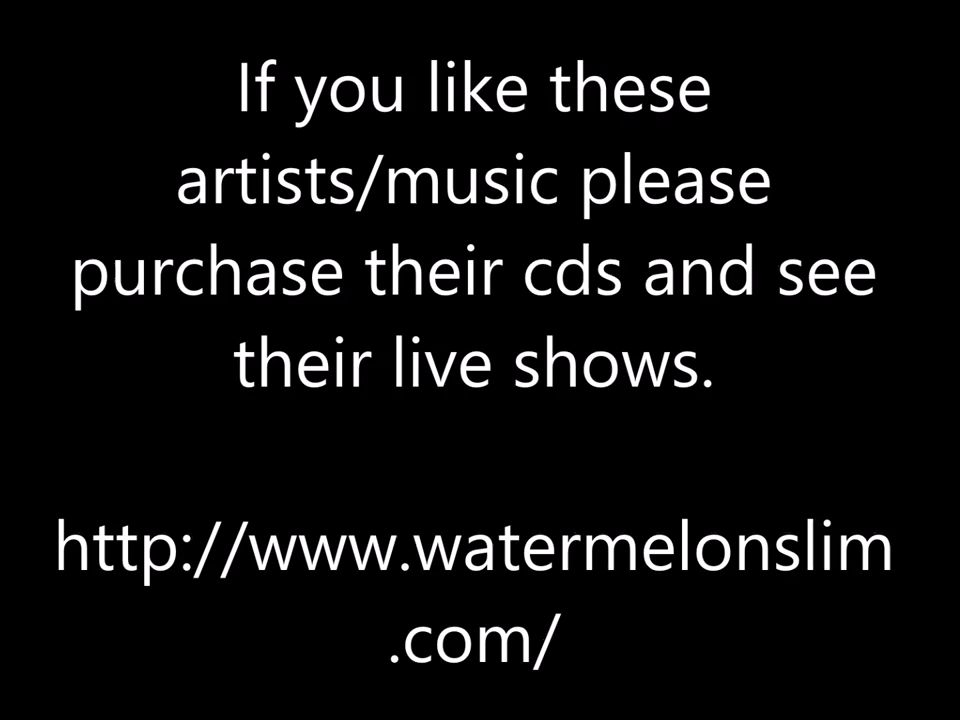 If you like these
artists/music please
purchase their cds and see
their live shows.
http://www.watermelonslim
.com/